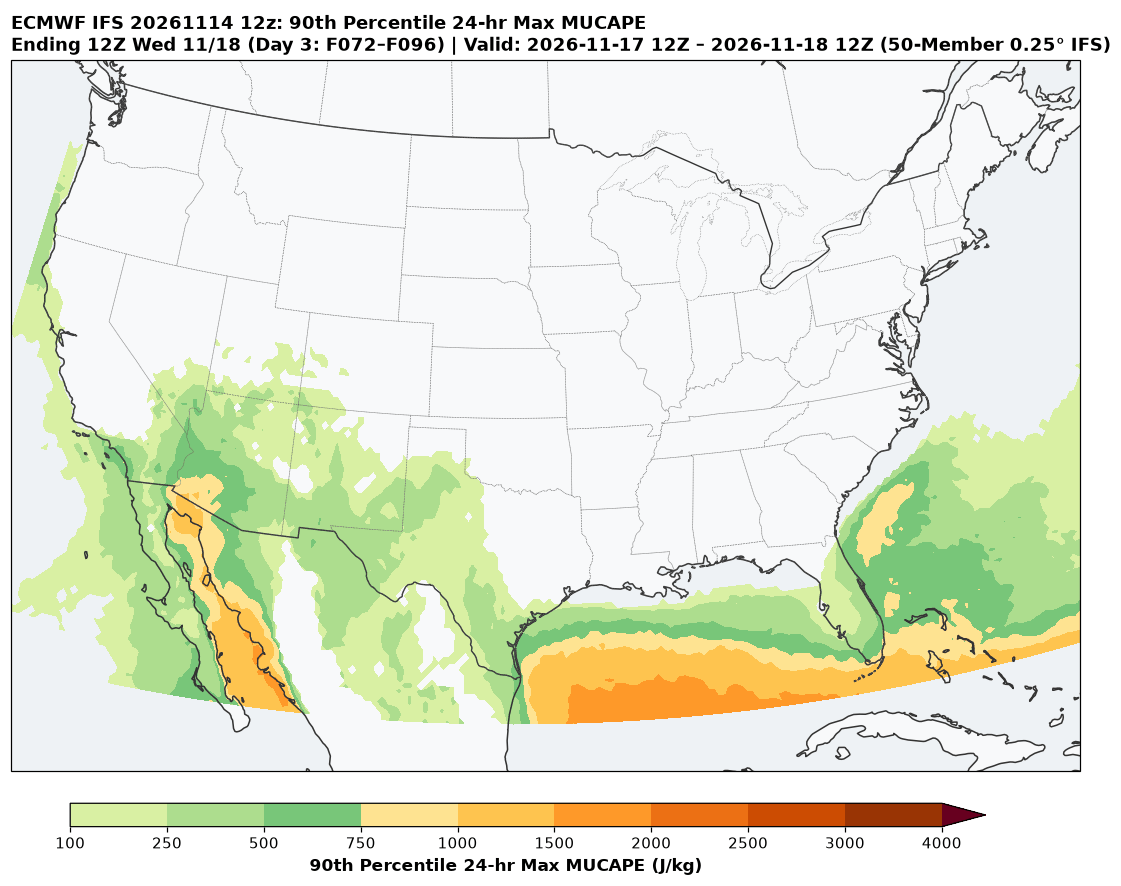 ECMWF IFS 20261114 12z: 90th Percentile 24-hr Max MUCAPE
Ending 12Z Wed 11/18 (Day 3: F072–F096) | Valid: 2026-11-17 12Z – 2026-11-18 12Z (50-Member 0.25° IFS)
100 250 500 750 1000 1500 2000 2500 3000 4000
90th Percentile 24-hr Max MUCAPE (J/kg)